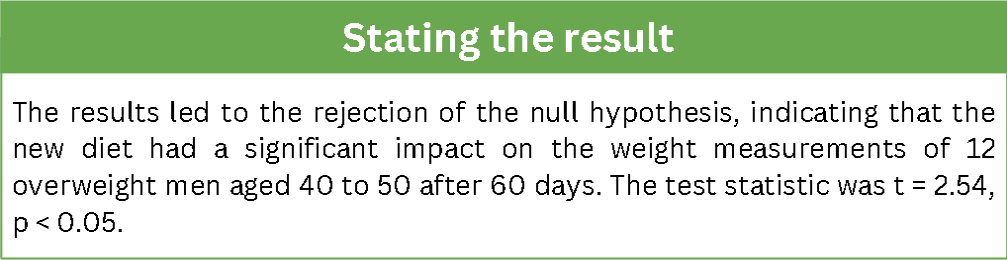 Stating the result
The results led to the rejection of the null hypothesis, indicating that the
new diet had a significant impact on the weight measurements of 12
overweight men aged 40 to 50 after 60 days. The test statistic was t = 2.54,
p < 0.05.